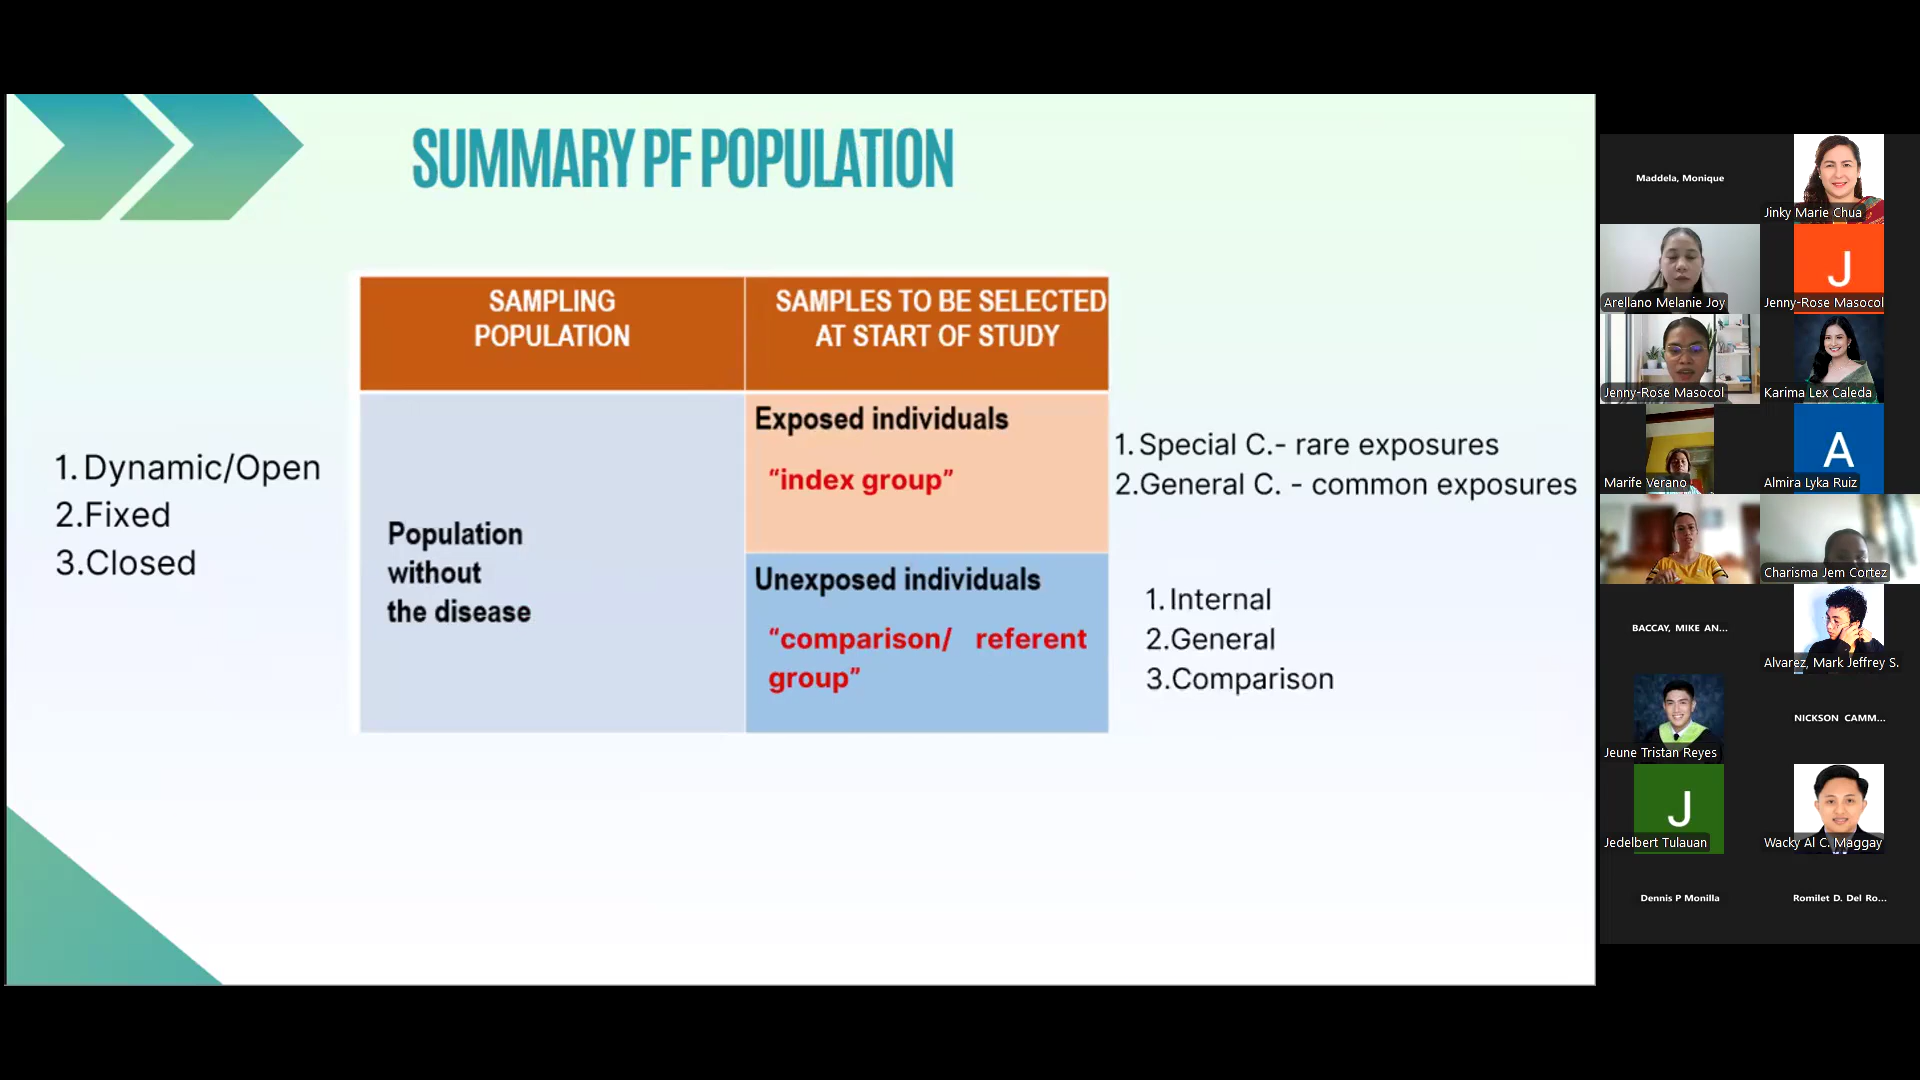 SUMMARY PF POPULATION
SAMPLING
POPULATION
SAMPLES TO BE SELECTED
AT START OF STUDY
1. Dynamic/Open
2.Fixed
3.Closed
Population
without
the disease
Exposed individuals
“index group”
1. Special C.- rare exposures
2.General C. - common exposures
Unexposed individuals
“comparison/ referent
group”
1. Internal
2.General
3.Comparison
Maddela, Monique
Jinky Marie Chua
Arellano Melanie Joy
J
Jenny-Rose Masocol
Jenny-Rose Masocol
Karima Lex Caleda
Marife Verano
A
Almira Lyka Ruiz
Charisma Jem Cortez
BACCAY, MIKE AN...
Alvarez, Mark Jeffrey S.
Jeune Tristan Reyes
NICKSON CAMM...
J
Jedelbert Tulauan
Wacky Al C. Maggay
Dennis P Monilla
Romilet D. Del Ro...